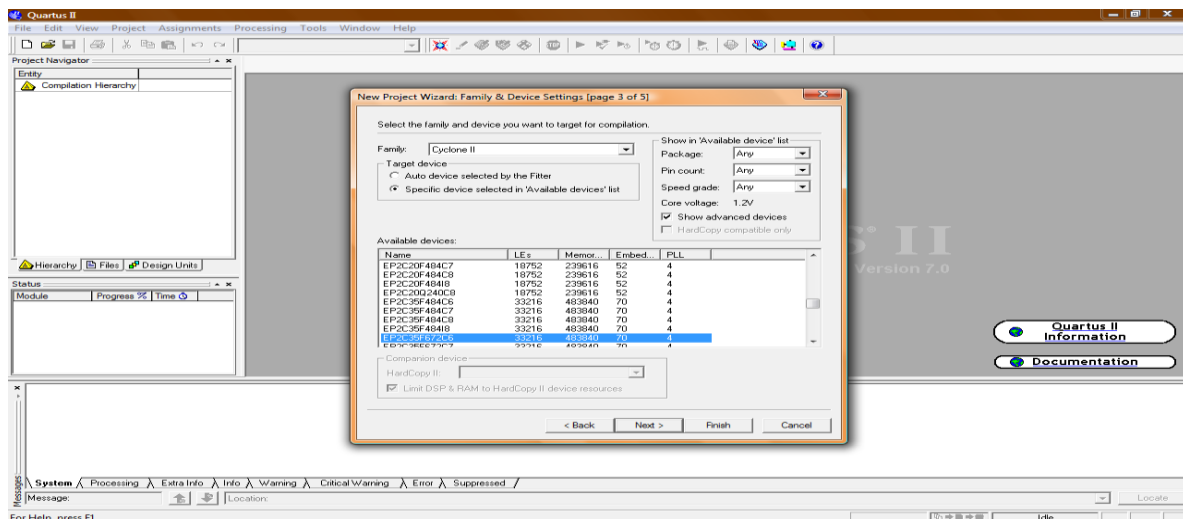 Quartus II
File Edit View Project Assignments Processing Tools Window Help
Project Navigator
Entity
Compilation Hierarchy
Hierarchy Files Design Units
Status
Module Progress % Time
New Project Wizard: Family & Device Settings [page 3 of 5]
Select the family and device you want to target for compilation.
Family: Cyclone II
Target device
Auto device selected by the Fitter
Specific device selected in 'Available devices' list
Show in 'Available device' list
Package: Any
Pin count: Any
Speed grade: Any
Core voltage: 1.2V
Show advanced devices
HardCopy compatible only
Available devices:
Name LEs Memor... Embed... PLL
EP2C20F484C7 18752 239616 52 4
EP2C20F484C8 18752 239616 52 4
EP2C20F484I8 18752 239616 52 4
EP2C20Q240C8 18752 239616 52 4
EP2C35F484C6 33216 483840 70 4
EP2C35F484C7 33216 483840 70 4
EP2C35F484C8 33216 483840 70 4
EP2C35F484I8 33216 483840 70 4
EP2C35F672C6 33216 483840 70 4
EP2C35F672C7 33216 483840 70 4
Companion device
HardCopy II:
Limit DSP & RAM to HardCopy II device resources
< Back Next > Finish Cancel
II
Version 7.0
Quartus II
Information
Documentation
System Processing Extra Info Info Warning Critical Warning Error Suppressed
Messages
Message: Location: Locate
For Help, press F1 Idle